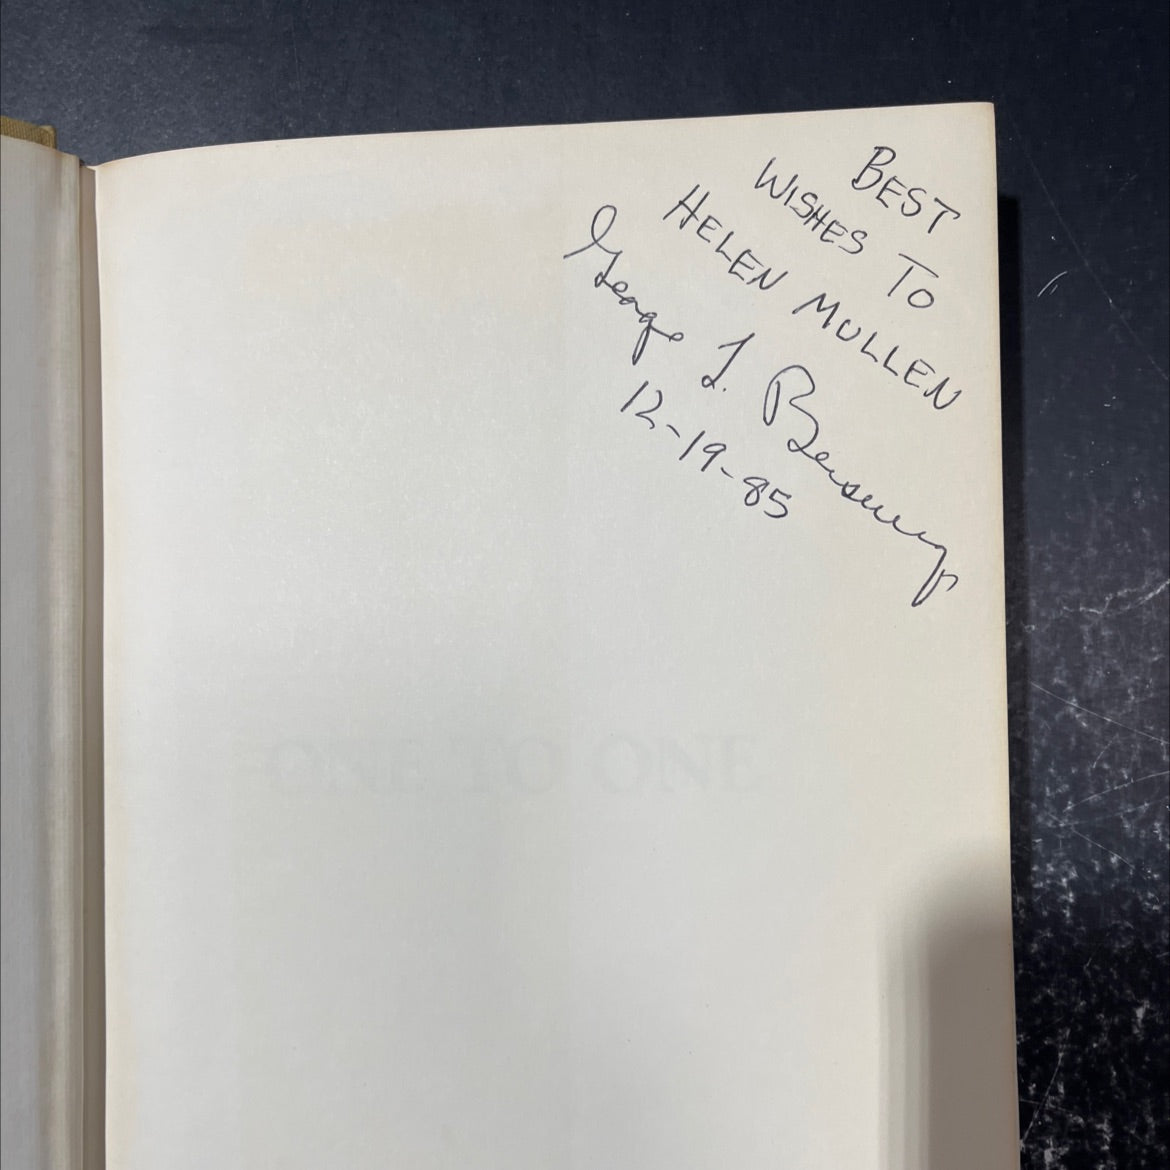 BEST
WISHES TO
HELEN MULLEN
George L.
12-19-85
ONE TO ONE